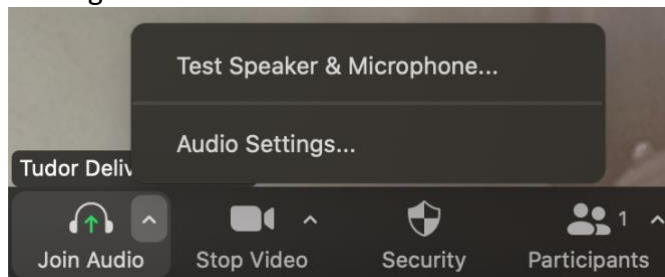 Test Speaker & Microphone...
Audio Settings...
Tudor Deliv
1
Join Audio Stop Video Security Participants